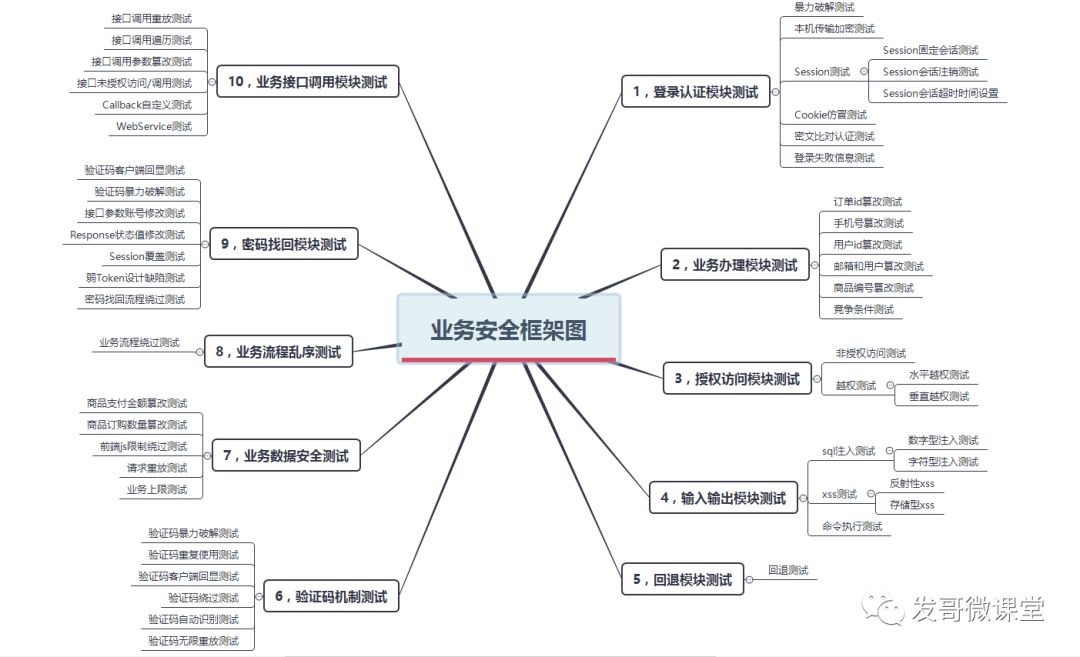 业务安全框架图
1，登录认证模块测试
暴力破解测试
本机传输加密测试
Session测试
Session固定会话测试
Session会话注销测试
Session会话超时时间设置
Cookie仿冒测试
密文比对认证测试
登录失败信息测试
2，业务办理模块测试
订单id篡改测试
手机号篡改测试
用户id篡改测试
邮箱和用户篡改测试
商品编号篡改测试
竞争条件测试
3，授权访问模块测试
非授权访问测试
越权测试
水平越权测试
垂直越权测试
4，输入输出模块测试
sql注入测试
数字型注入测试
字符型注入测试
xss测试
反射性xss
存储型xss
命令执行测试
5，回退模块测试
回退测试
6，验证码机制测试
验证码暴力破解测试
验证码重复使用测试
验证码客户端回显测试
验证码绕过测试
验证码自动识别测试
验证码无限重放测试
7，业务数据安全测试
商品支付金额篡改测试
商品订购数量篡改测试
前端js限制绕过测试
请求重放测试
业务上限测试
8，业务流程乱序测试
业务流程绕过测试
9，密码找回模块测试
验证码客户端回显测试
验证码暴力破解测试
接口参数账号修改测试
Response状态值修改测试
Session覆盖测试
弱Token设计缺陷测试
密码找回流程绕过测试
10，业务接口调用模块测试
接口调用重放测试
接口调用遍历测试
接口调用参数篡改测试
接口未授权访问/调用测试
Callback自定义测试
WebService测试
发哥微课堂